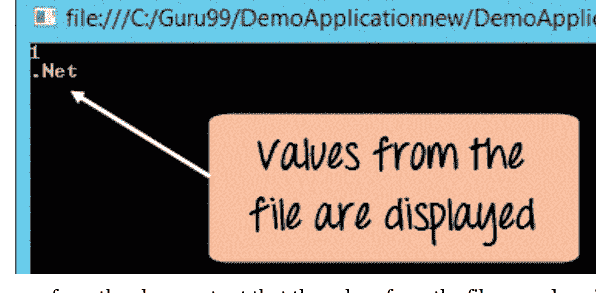 file:///C:/Guru99/DemoApplicationnew/DemoApplic
1
.Net
Values from the
file are displayed